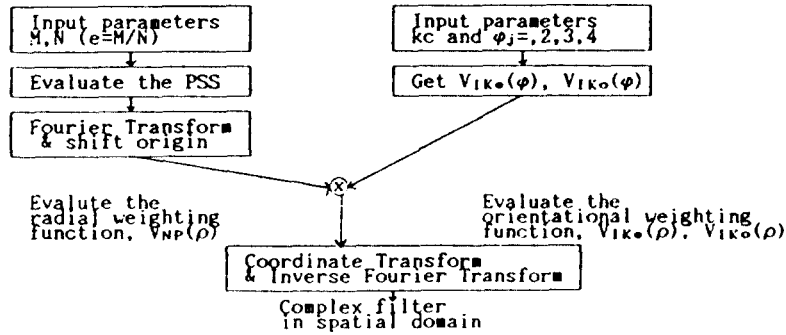 Input parameters
M,N (e=M/N)
Evaluate the PSS
Fourier Transform
& shift origin
Input parameters
kc and φj=,2,3,4
Get VIKe(φ), VIKo(φ)
x
Evalute the
radial weighting
function, VNP(ρ)
Evaluate the
orientational weighting
function, VIKe(ρ), VIKo(ρ)
Coordinate Transform
& Inverse Fourier Transform
Complex filter
in spatial domain